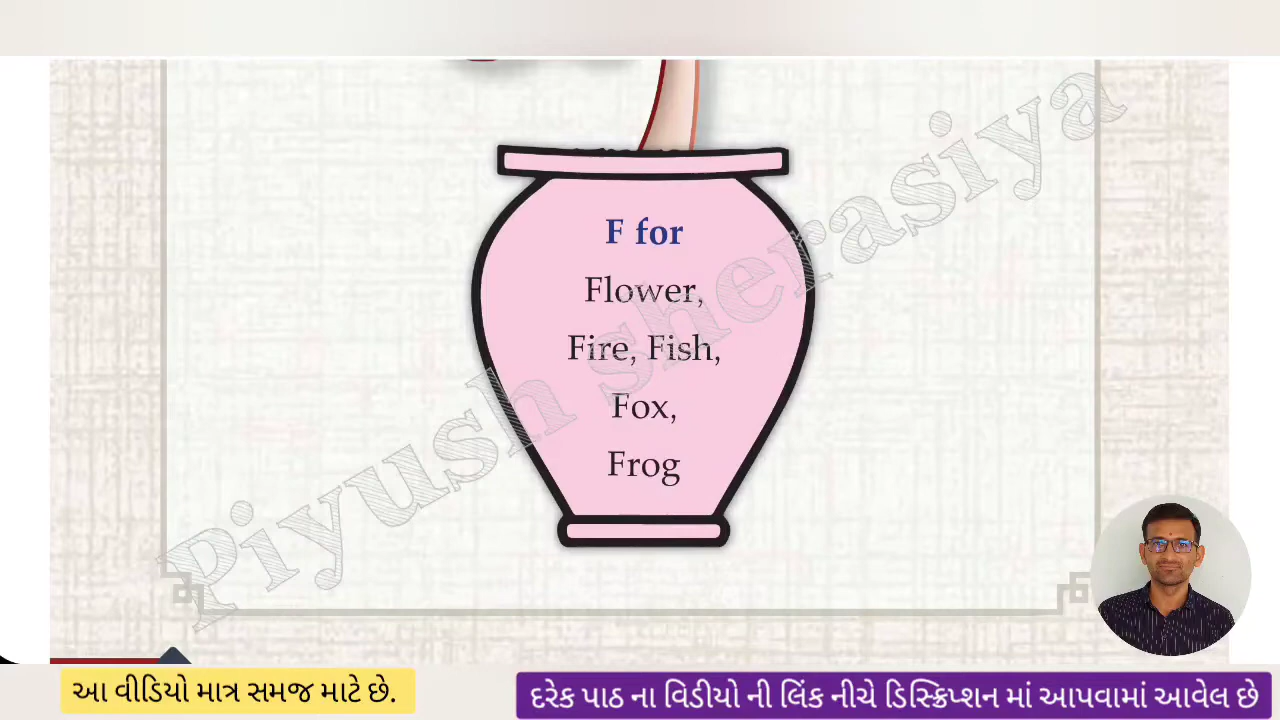 F for
Flower,
Fire, Fish,
Fox,
Frog
Piyush sherasiya
આ વીડિયો માત્ર સમજ માટે છે.
દરેક પાઠ ના વિડીયો ની લિંક નીચે ડિસ્ક્રિપ્શન માં આપવામાં આવેલ છે